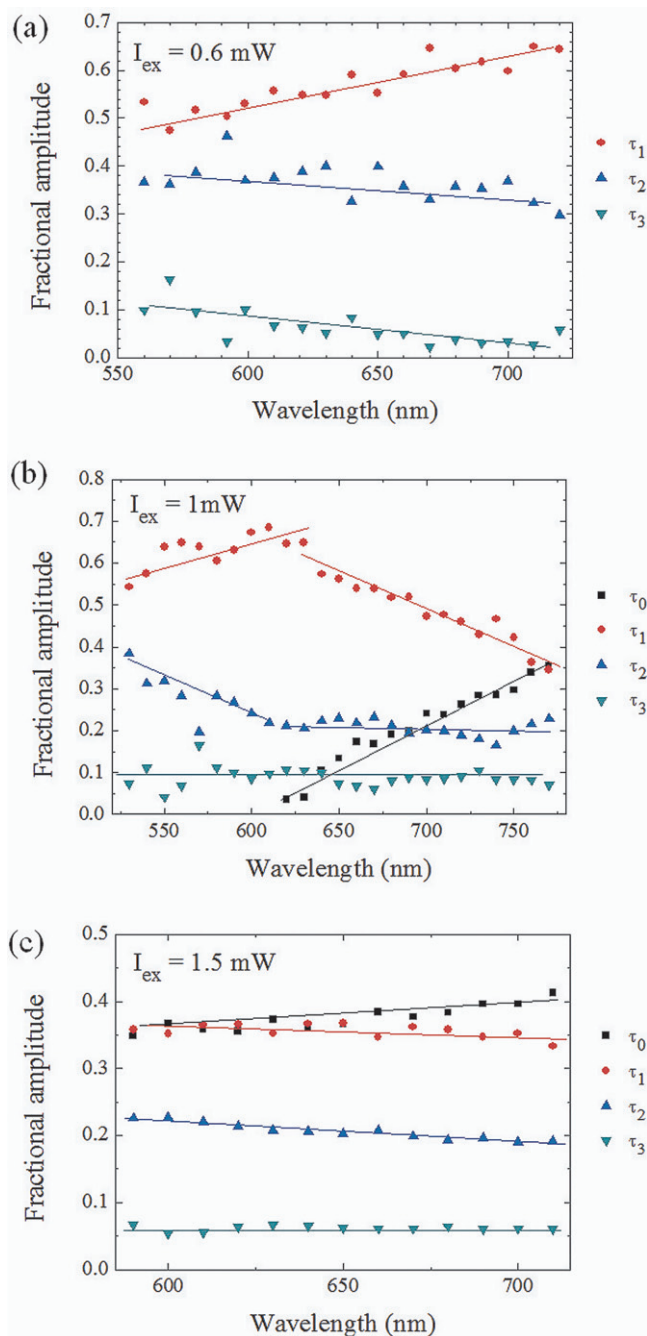 (a)
I_ex = 0.6 mW
Fractional amplitude
0.7
0.6
0.5
0.4
0.3
0.2
0.1
0.0
550 600 650 700
Wavelength (nm)
τ1
τ2
τ3
(b)
I_ex = 1mW
Fractional amplitude
0.8
0.7
0.6
0.5
0.4
0.3
0.2
0.1
0.0
550 600 650 700 750
Wavelength (nm)
τ0
τ1
τ2
τ3
(c)
I_ex = 1.5 mW
Fractional amplitude
0.5
0.4
0.3
0.2
0.1
0.0
600 650 700
Wavelength (nm)
τ0
τ1
τ2
τ3